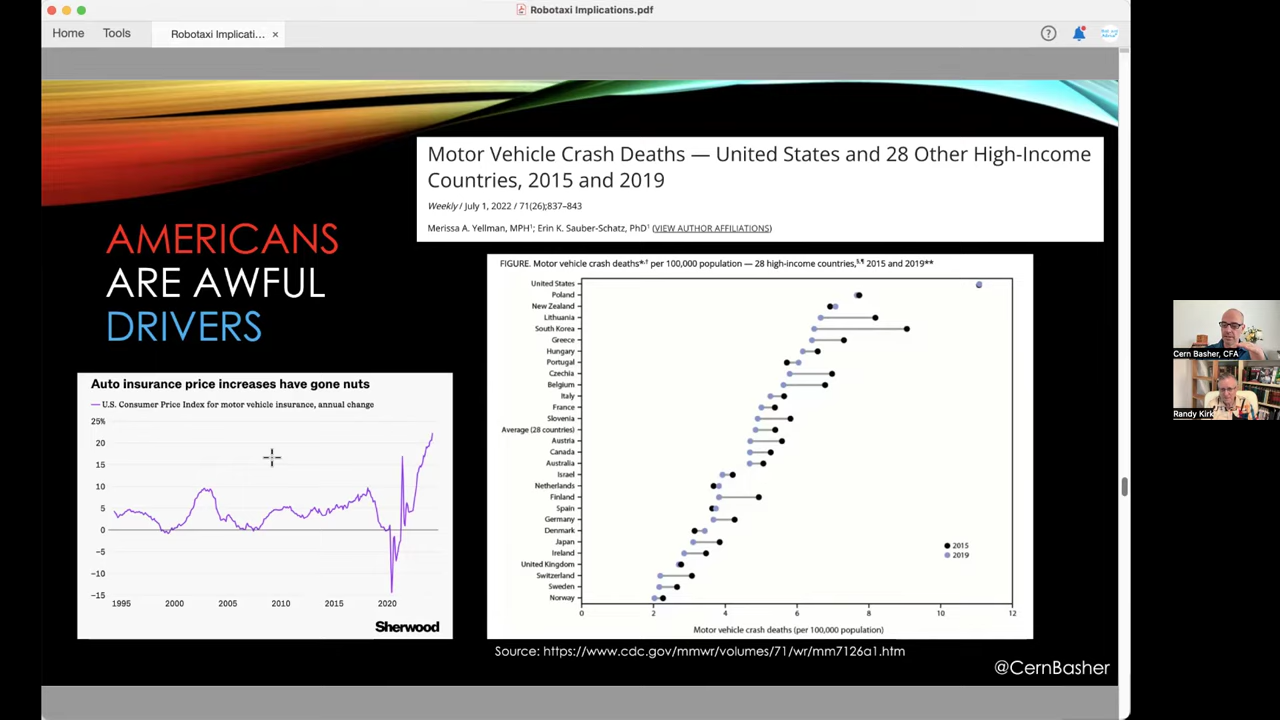 Robotaxi Implications.pdf
Home
Tools
Robotaxi Implicati... ×
?
AMERICANS
ARE AWFUL
DRIVERS
Motor Vehicle Crash Deaths — United States and 28 Other High-Income
Countries, 2015 and 2019
Weekly / July 1, 2022 / 71(26);837–843
Merissa A. Yellman, MPH¹; Erin K. Sauber-Schatz, PhD¹ (VIEW AUTHOR AFFILIATIONS)
Auto insurance price increases have gone nuts
U.S. Consumer Price Index for motor vehicle insurance, annual change
25%
20
15
10
5
0
−5
−10
−15
1995 2000 2005 2010 2015 2020
Sherwood
FIGURE. Motor vehicle crash deaths*,† per 100,000 population — 28 high-income countries,§,¶ 2015 and 2019**
United States
Poland
New Zealand
Lithuania
South Korea
Greece
Hungary
Portugal
Czechia
Belgium
Italy
France
Slovenia
Average (28 countries)
Austria
Canada
Australia
Israel
Netherlands
Finland
Spain
Germany
Denmark
Japan
Ireland
United Kingdom
Switzerland
Sweden
Norway
2015
2019
0 2 4 6 8 10 12
Motor vehicle crash deaths (per 100,000 population)
Source: https://www.cdc.gov/mmwr/volumes/71/wr/mm7126a1.htm
@CernBasher
Cern Basher, CFA
Randy Kirk